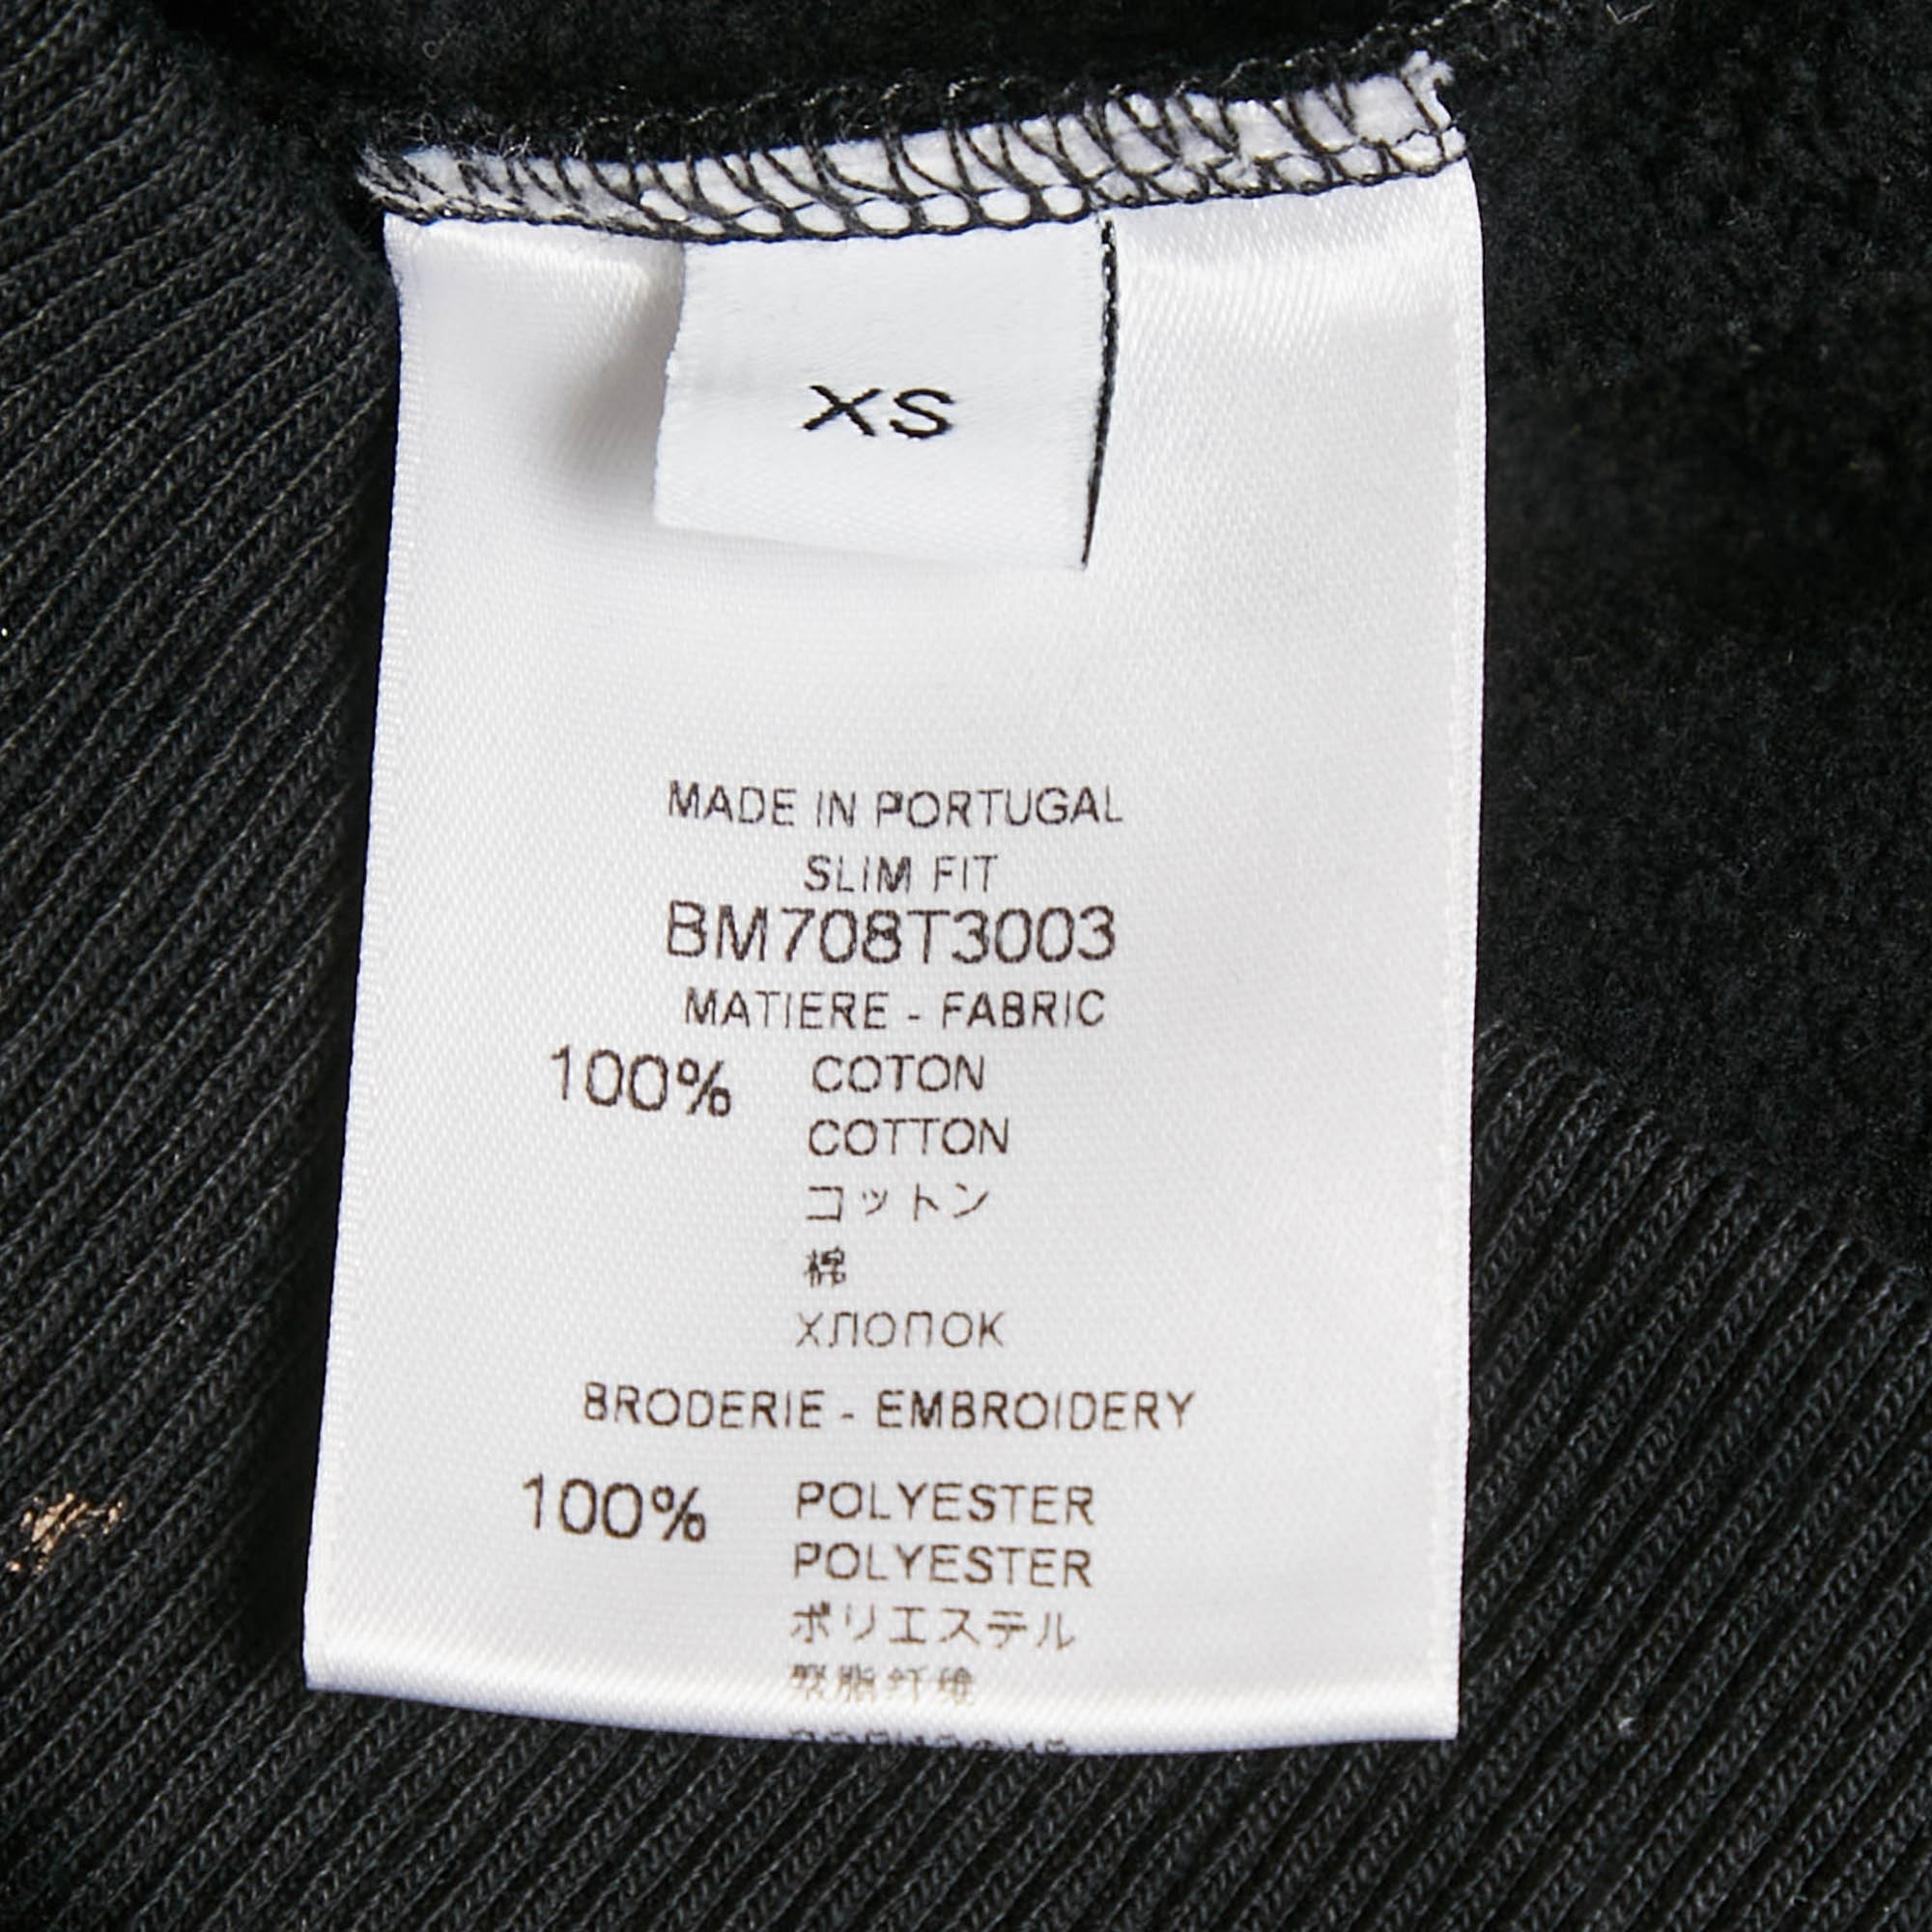 XS
MADE IN PORTUGAL
SLIM FIT
BM708T3003
MATIERE - FABRIC
100% COTON
COTTON
コットン
棉
ХЛОПОК
BRODERIE - EMBROIDERY
100% POLYESTER
POLYESTER
ポリエステル